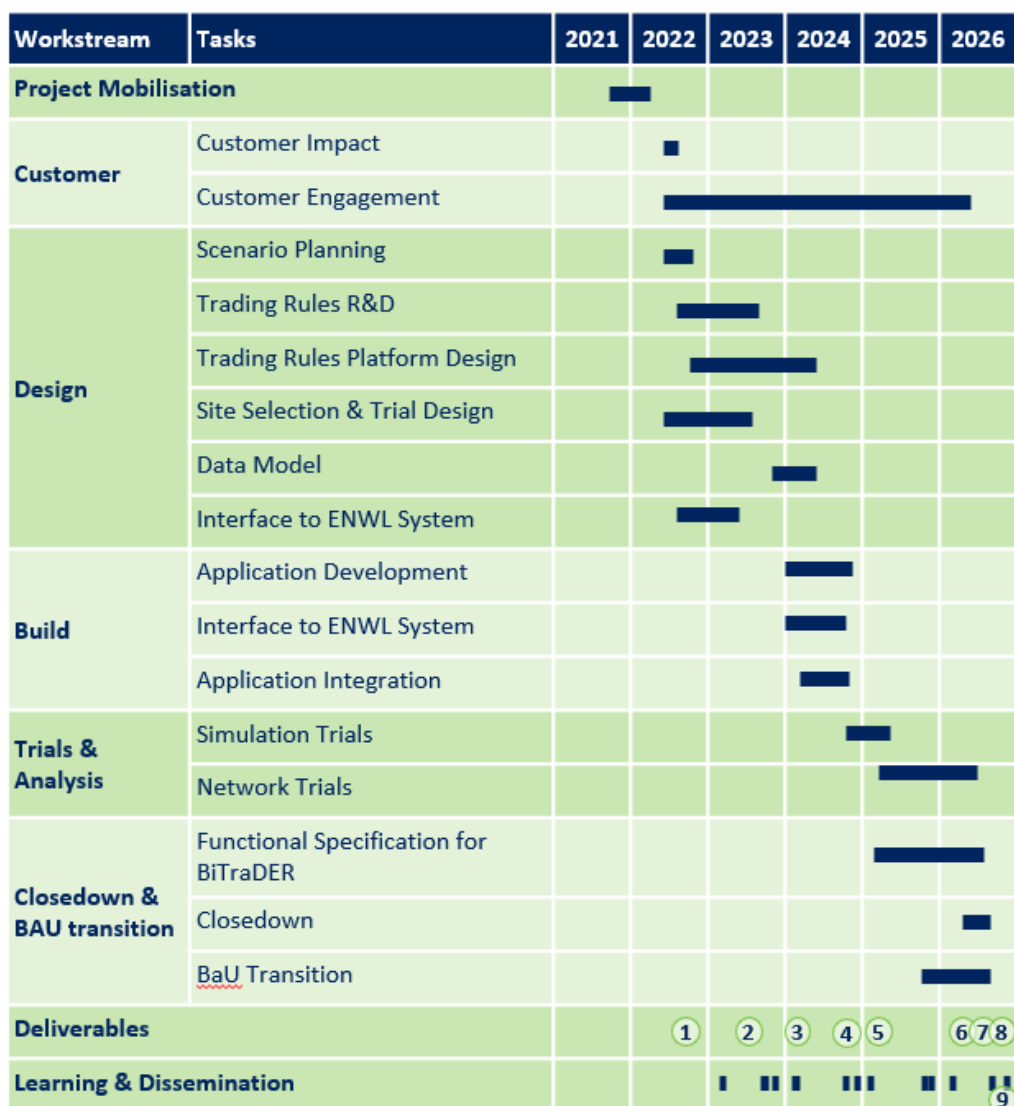 Workstream Tasks 2021 2022 2023 2024 2025 2026
Project Mobilisation
Customer
Customer Impact
Customer Engagement
Design
Scenario Planning
Trading Rules R&D
Trading Rules Platform Design
Site Selection & Trial Design
Data Model
Interface to ENWL System
Build
Application Development
Interface to ENWL System
Application Integration
Trials &
Analysis
Simulation Trials
Network Trials
Closedown &
BAU transition
Functional Specification for
BiTraDER
Closedown
BaU Transition
Deliverables 1 2 3 4 5 6 7 8
Learning & Dissemination
9